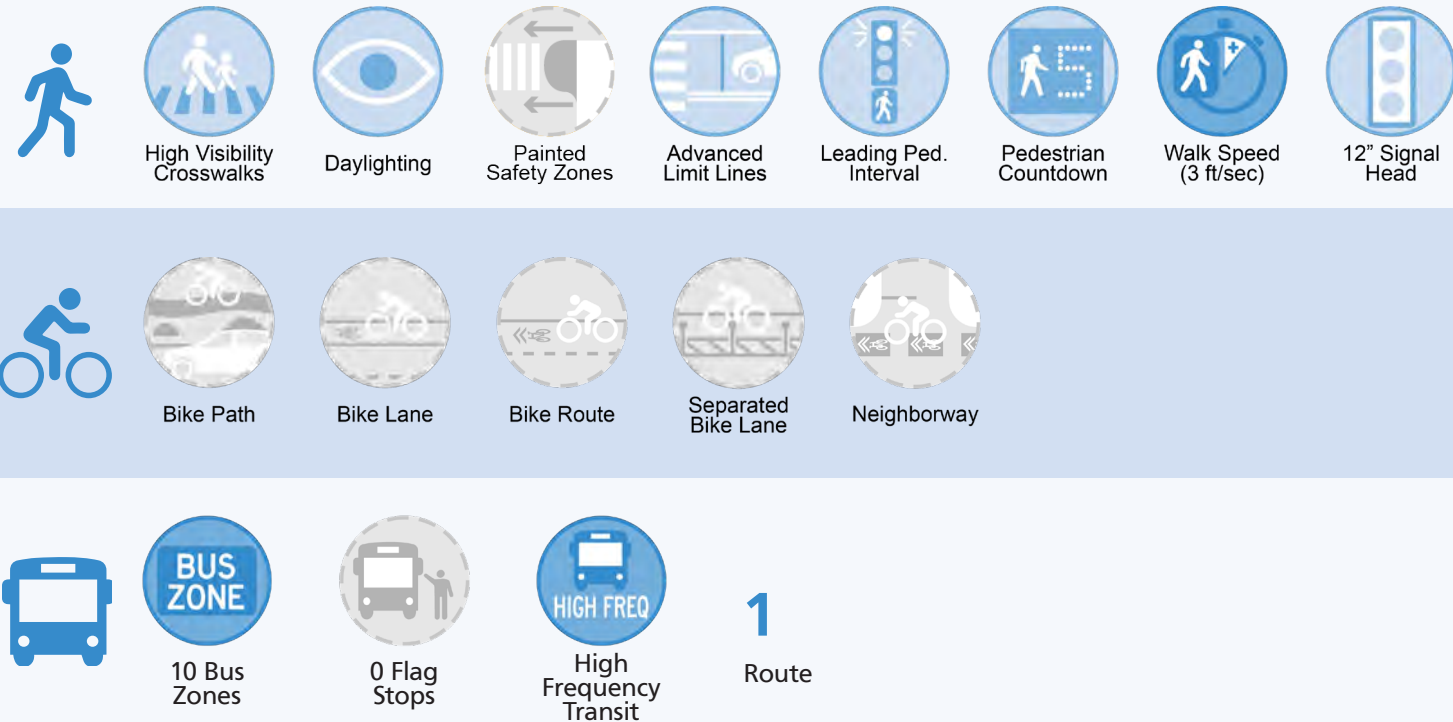 High Visibility
Crosswalks
Daylighting
Painted
Safety Zones
Advanced
Limit Lines
Leading Ped.
Interval
5
Pedestrian
Countdown
Walk Speed
(3 ft/sec)
12” Signal
Head
Bike Path
Bike Lane
Bike Route
Separated
Bike Lane
Neighborway
BUS
ZONE
10 Bus
Zones
0 Flag
Stops
HIGH FREQ
High
Frequency
Transit
1
Route